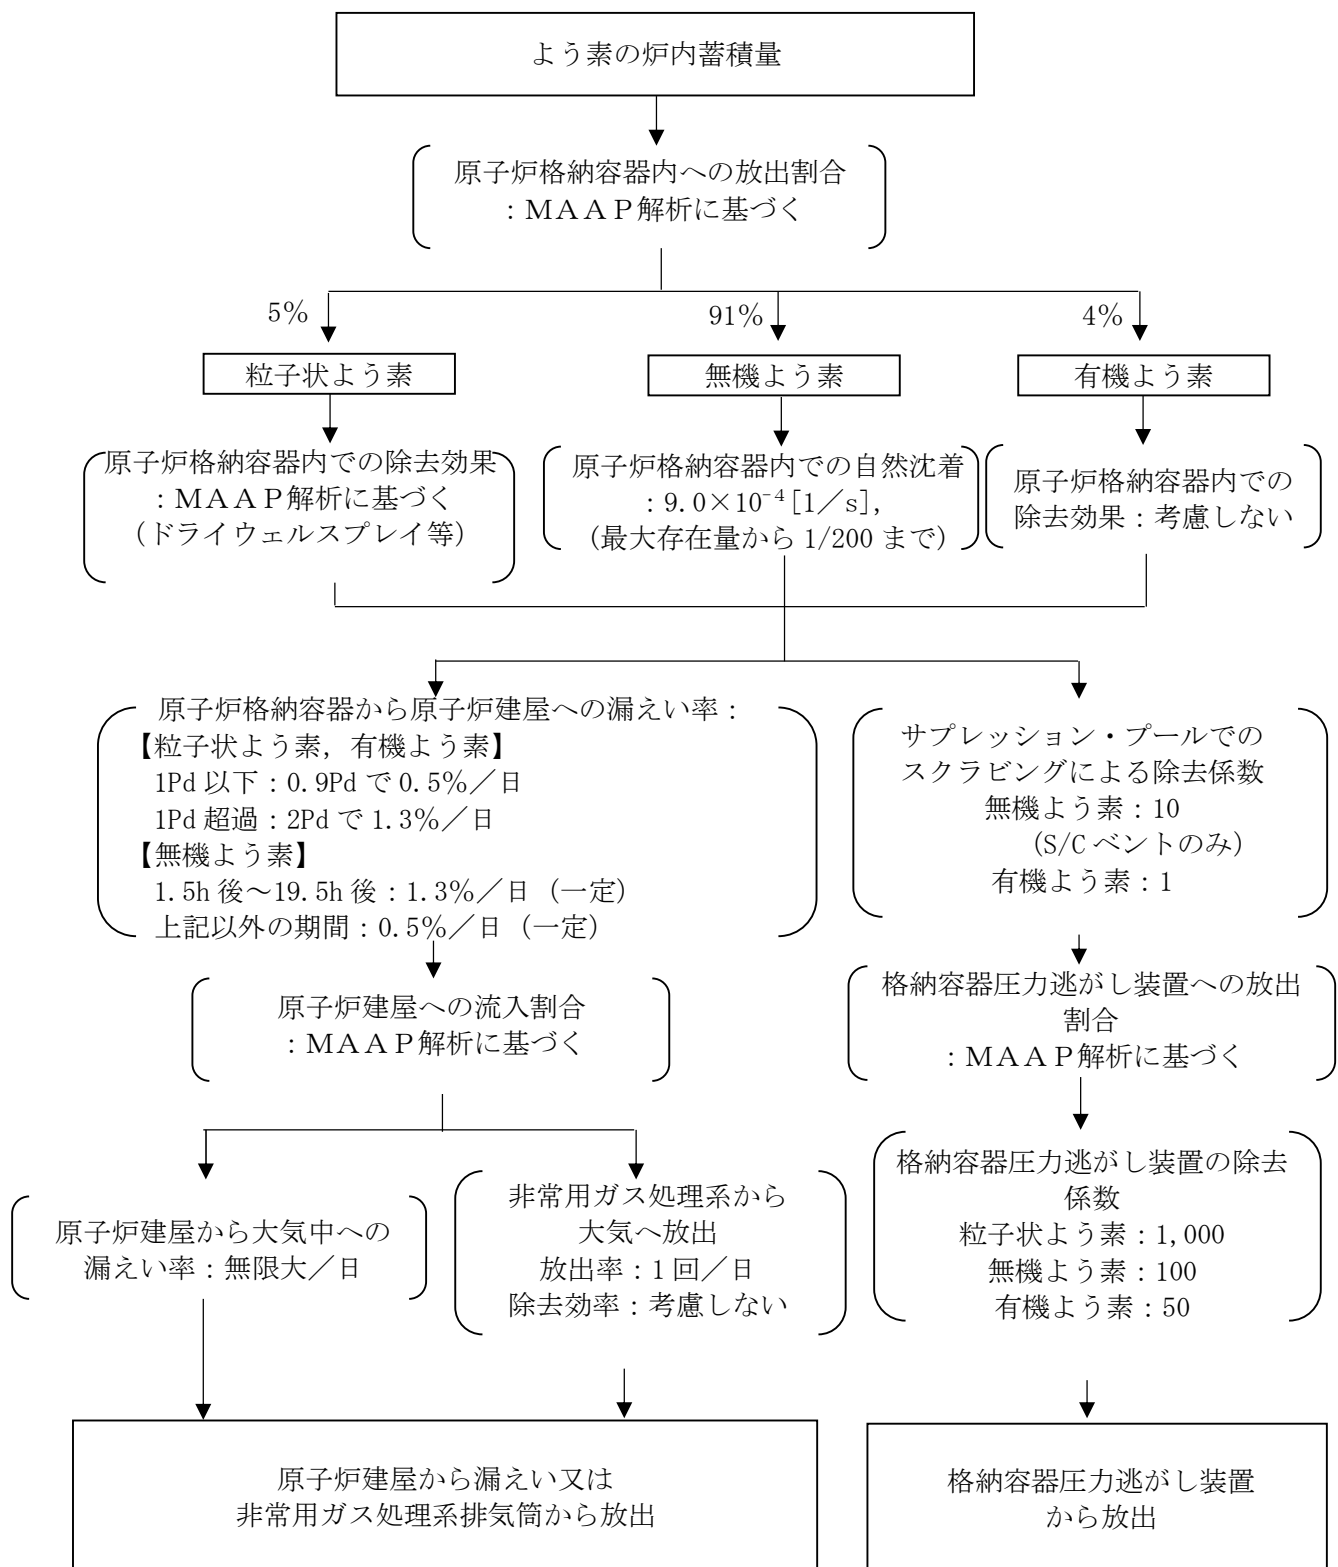 よう素の炉内蓄積量
原子炉格納容器内への放出割合
：ＭＡＡＰ解析に基づく
5%
91%
4%
粒子状よう素
無機よう素
有機よう素
原子炉格納容器内での除去効果
：ＭＡＡＰ解析に基づく
（ドライウェルスプレイ等）
原子炉格納容器内での自然沈着
：9.0×10⁻⁴[1／s]，
（最大存在量から 1/200 まで）
原子炉格納容器内での
除去効果：考慮しない
原子炉格納容器から原子炉建屋への漏えい率：
【粒子状よう素，有機よう素】
1Pd 以下：0.9Pd で 0.5%／日
1Pd 超過：2Pd で 1.3%／日
【無機よう素】
1.5h 後～19.5h 後：1.3%／日（一定）
上記以外の期間：0.5%／日（一定）
サプレッション・プールでの
スクラビングによる除去係数
無機よう素：10
（S/C ベントのみ）
有機よう素：1
原子炉建屋への流入割合
：ＭＡＡＰ解析に基づく
格納容器圧力逃がし装置への放出
割合
：ＭＡＡＰ解析に基づく
原子炉建屋から大気中への
漏えい率：無限大／日
非常用ガス処理系から
大気へ放出
放出率：1 回／日
除去効率：考慮しない
格納容器圧力逃がし装置の除去
係数
粒子状よう素：1,000
無機よう素：100
有機よう素：50
原子炉建屋から漏えい又は
非常用ガス処理系排気筒から放出
格納容器圧力逃がし装置
から放出